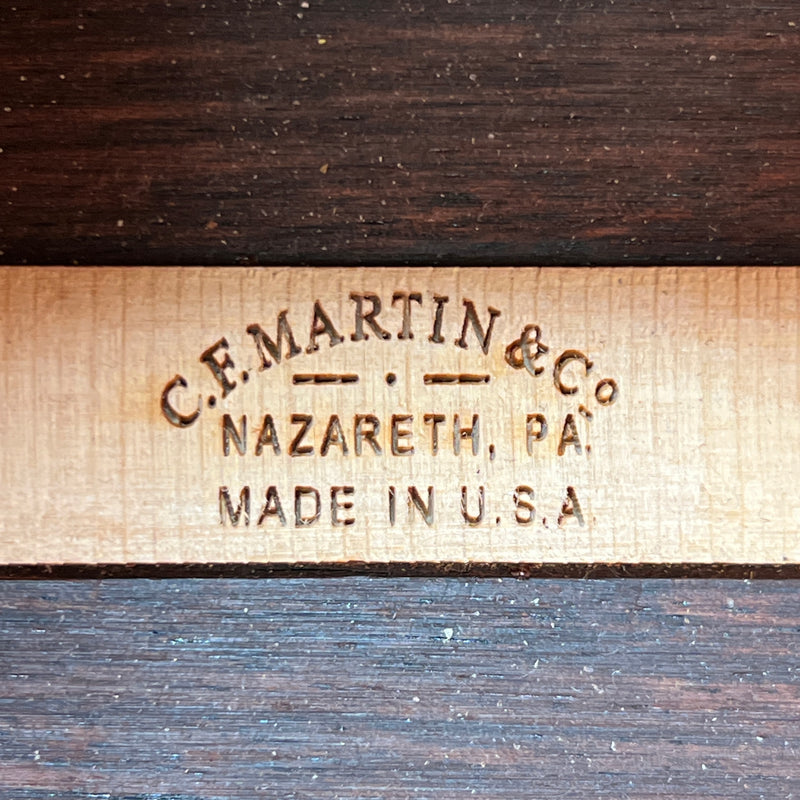 C.F. MARTIN & Co.
NAZARETH, PA.
MADE IN U.S.A.